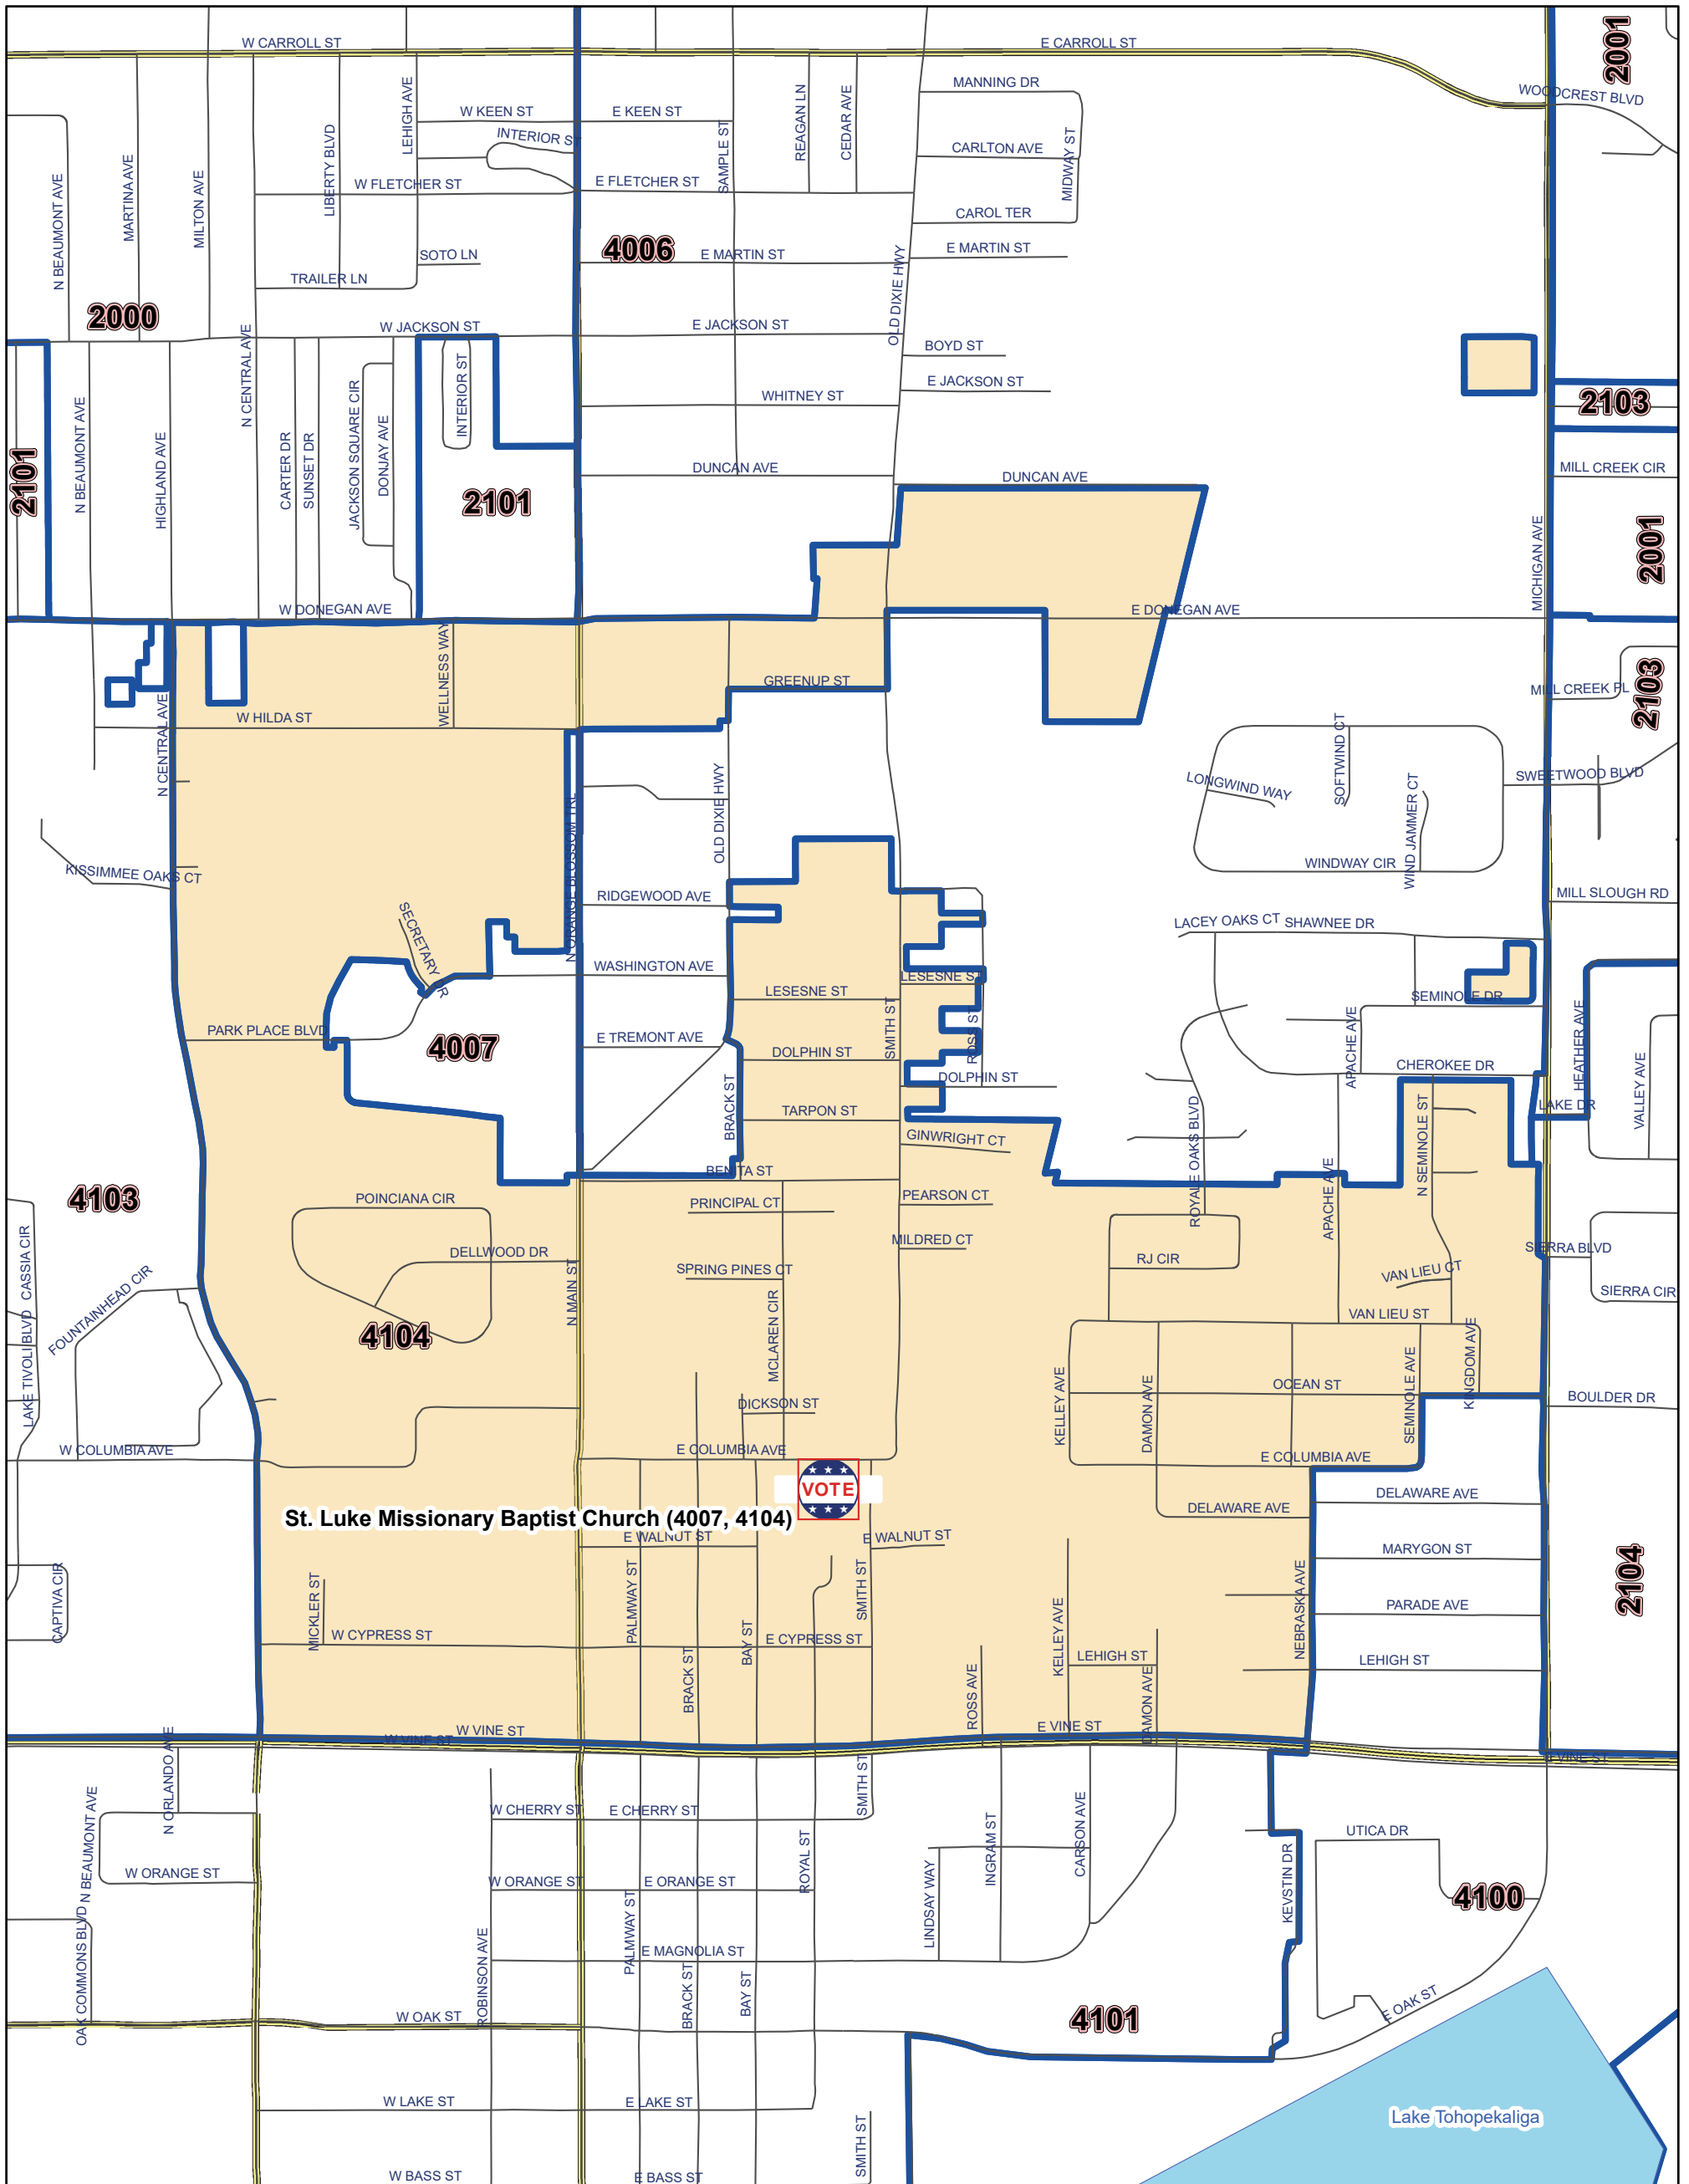 W CARROLL ST
E CARROLL ST
2001
WOODCREST BLVD
MANNING DR
W KEEN ST
E KEEN ST
LEHIGH AVE
INTERIOR ST
SAMPLE ST
REAGAN LN
CEDAR AVE
CARLTON AVE
MIDWAY ST
N BEAUMONT AVE
MARTINA AVE
MILTON AVE
LIBERTY BLVD
W FLETCHER ST
E FLETCHER ST
CAROL TER
4006
SOTO LN
E MARTIN ST
E MARTIN ST
TRAILER LN
OLD DIXIE HWY
2000
W JACKSON ST
E JACKSON ST
BOYD ST
N CENTRAL AVE
E JACKSON ST
INTERIOR ST
WHITNEY ST
2103
2101
N BEAUMONT AVE
HIGHLAND AVE
CARTER DR
SUNSET DR
JACKSON SQUARE CIR
DONJAY AVE
2101
DUNCAN AVE
DUNCAN AVE
MILL CREEK CIR
MICHIGAN AVE
2001
W DONEGAN AVE
E DONEGAN AVE
WELLNESS WAY
GREENUP ST
MILL CREEK PL
2103
W HILDA ST
N CENTRAL AVE
OLD DIXIE HWY
LONGWIND WAY
SOFTWIND CT
WIND JAMMER CT
SWEETWOOD BLVD
KISSIMMEE OAKS CT
N ORANGE BLOSSOM TRL
WINDWAY CIR
RIDGEWOOD AVE
MILL SLOUGH RD
SECRETARY DR
LACEY OAKS CT
SHAWNEE DR
WASHINGTON AVE
LESESNE ST
LESESNE ST
SEMINOLE DR
PARK PLACE BLVD
4007
E TREMONT AVE
DOLPHIN ST
SMITH ST
ROSS ST
APACHE AVE
HEATHER AVE
CHEROKEE DR
DOLPHIN ST
LAKE DR
VALLEY AVE
BRACK ST
TARPON ST
GINWRIGHT CT
ROYALE OAKS BLVD
N SEMINOLE ST
BENITA ST
4103
POINCIANA CIR
PRINCIPAL CT
PEARSON CT
APACHE AVE
CASSIA CIR
DELLWOOD DR
MILDRED CT
RJ CIR
SIERRA BLVD
FOUNTAINHEAD CIR
SPRING PINES CT
N MAIN ST
VAN LIEU CT
SIERRA CIR
LAKE TIVOLI BLVD
4104
MCLAREN CIR
VAN LIEU ST
KINGDOM AVE
KELLEY AVE
DAMON AVE
OCEAN ST
SEMINOLE AVE
DICKSON ST
BOULDER DR
W COLUMBIA AVE
E COLUMBIA AVE
E COLUMBIA AVE
VOTE
St. Luke Missionary Baptist Church (4007, 4104)
DELAWARE AVE
DELAWARE AVE
E WALNUT ST
E WALNUT ST
MARYGON ST
CAPTIVA CIR
MICKLER ST
PALMWAY ST
SMITH ST
NEBRASKA AVE
2104
PARADE AVE
W CYPRESS ST
BAY ST
E CYPRESS ST
KELLEY AVE
LEHIGH ST
LEHIGH ST
BRACK ST
ROSS AVE
DAMON AVE
W VINE ST
W VINE ST
E VINE ST
E VINE ST
N ORLANDO AVE
SMITH ST
W CHERRY ST
E CHERRY ST
N BEAUMONT AVE
ROYAL ST
INGRAM ST
CARSON AVE
UTICA DR
W ORANGE ST
W ORANGE ST
E ORANGE ST
LINDSAY WAY
KEVSTIN DR
4100
OAK COMMONS BLVD
ROBINSON AVE
PALMWAY ST
E MAGNOLIA ST
BRACK ST
BAY ST
W OAK ST
4101
E OAK ST
W LAKE ST
E LAKE ST
SMITH ST
Lake Tohopekaliga
W BASS ST
E BASS ST